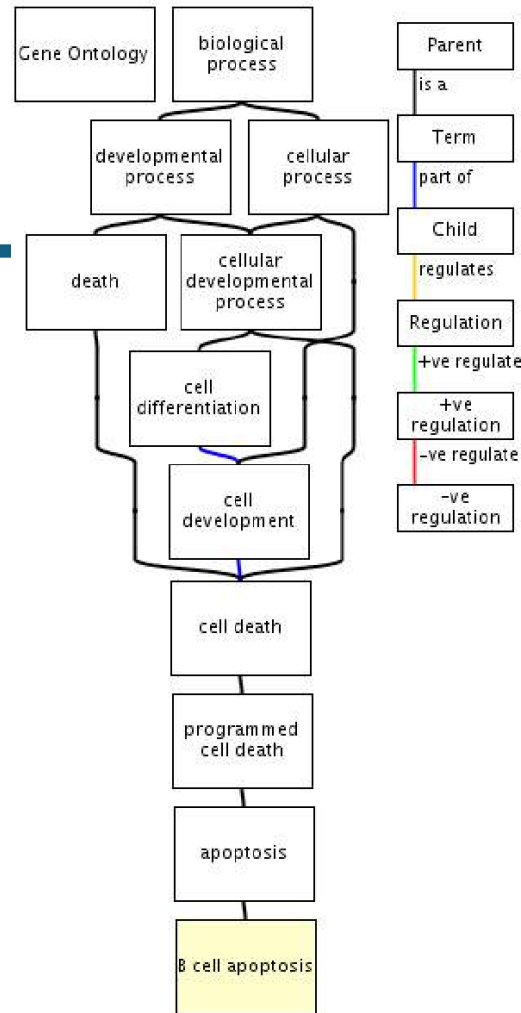 Gene Ontology
biological
process
developmental
process
cellular
process
death
cellular
developmental
process
cell
differentiation
cell
development
cell death
programmed
cell death
apoptosis
B cell apoptosis
Parent
is a
Term
part of
Child
regulates
Regulation
+ve regulate
+ve
regulation
-ve regulate
-ve
regulation